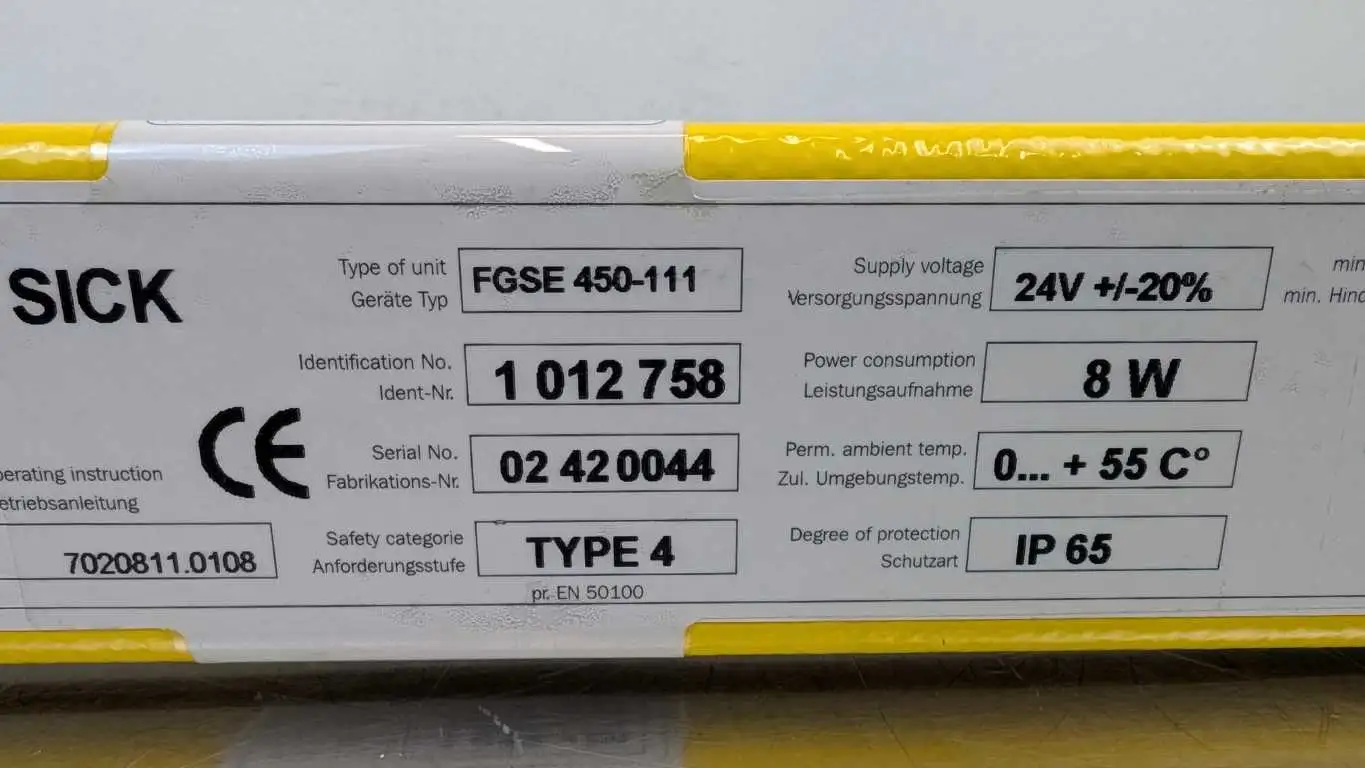 SICK
Type of unit
Geräte Typ
FGSE 450-111
Identification No.
Ident-Nr.
1 012 758
CE
Serial No.
Fabrikations-Nr.
02 42 0044
Safety categorie
Anforderungsstufe
TYPE 4
pr. EN 50100
instruction
7020811.0108
Supply voltage
Versorgungsspannung
24V +/-20%
Power consumption
Leistungsaufnahme
8 W
Perm. ambient temp.
Zul. Umgebungstemp.
0... + 55 C°
Degree of protection
Schutzart
IP 65
min
min.